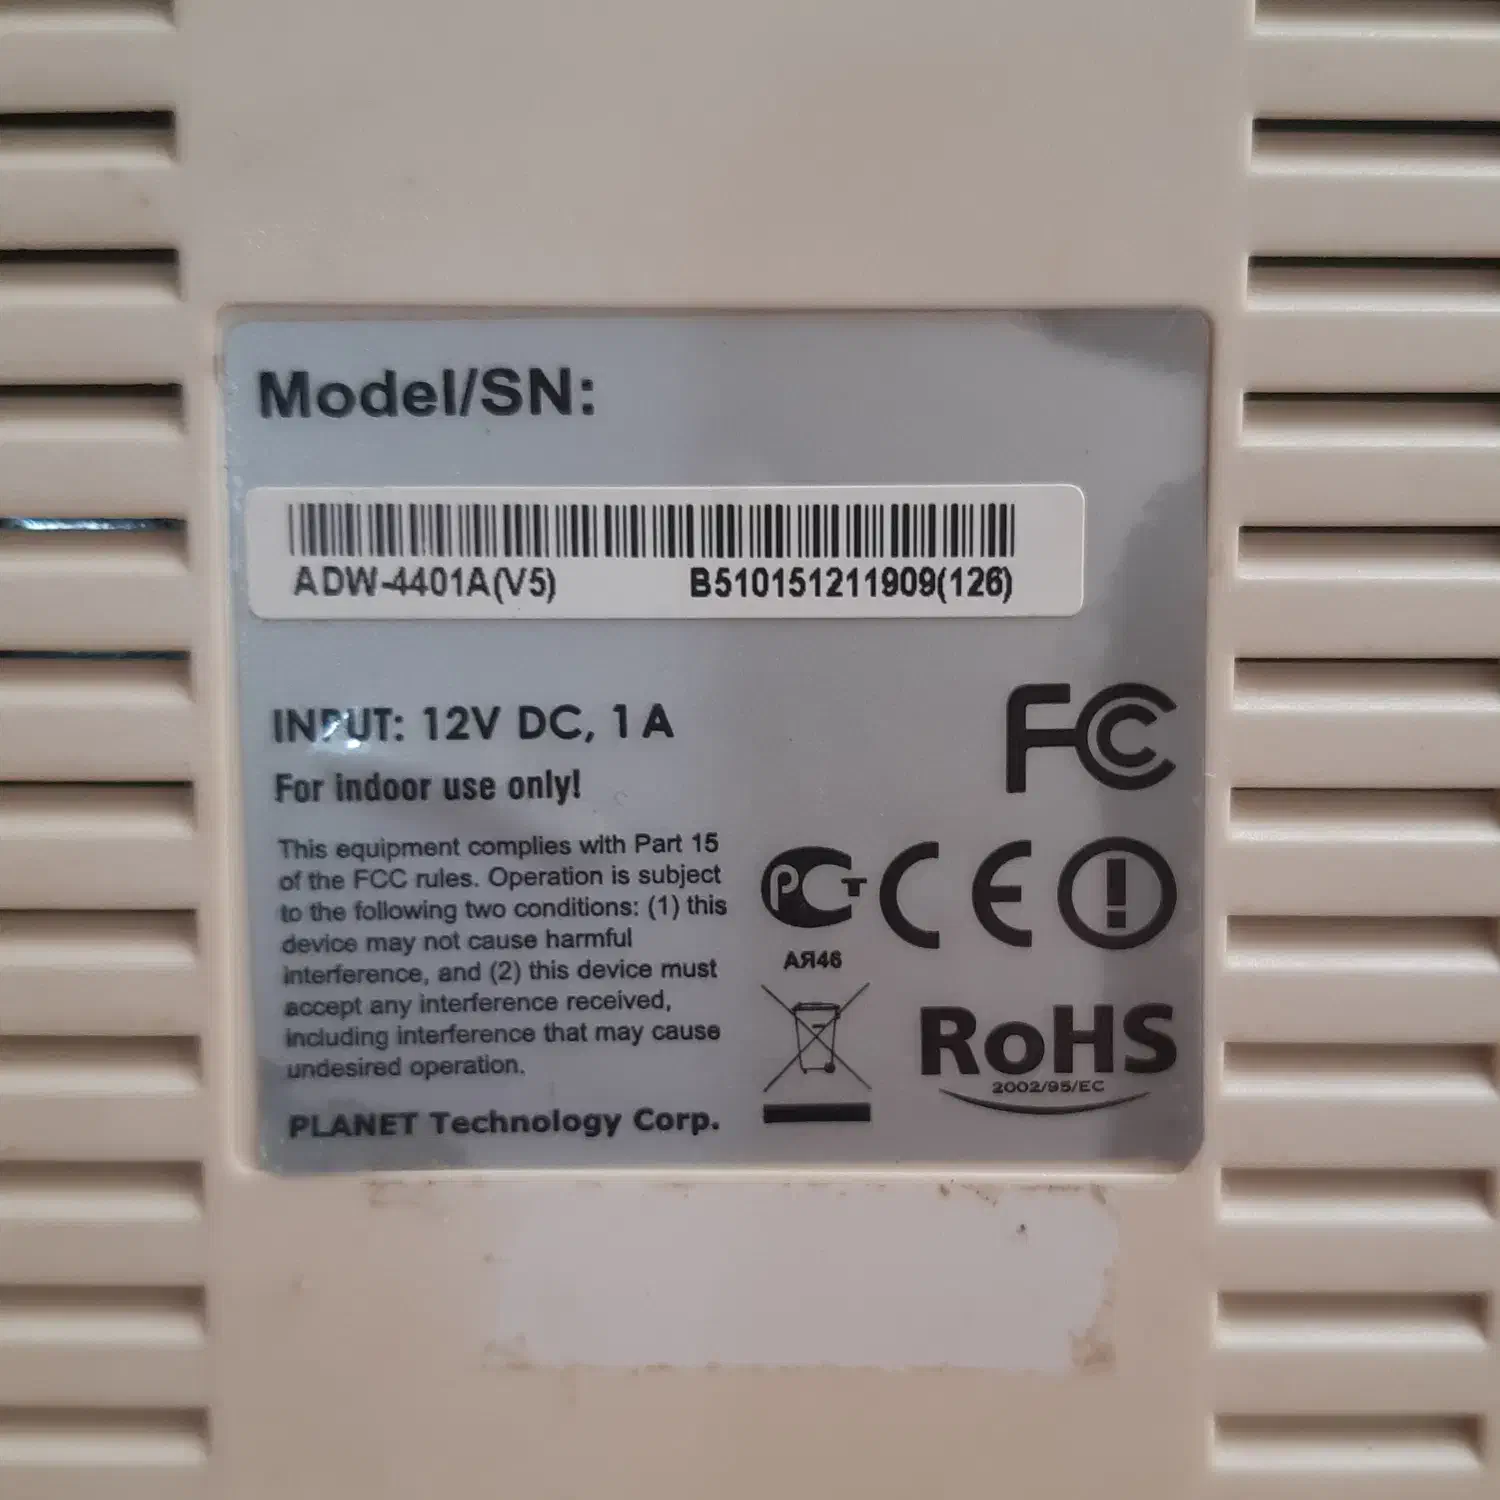 Model/SN:
ADW-4401A(V5) B510151211909(126)
INPUT: 12V DC, 1A
For indoor use only!
FC
This equipment complies with Part 15
of the FCC rules. Operation is subject
to the following two conditions: (1) this
device may not cause harmful
interference, and (2) this device must
accept any interference received,
including interference that may cause
undesired operation.
PLANET Technology Corp.
РСТ CE
АЯ46
RoHS
2002/95/EC